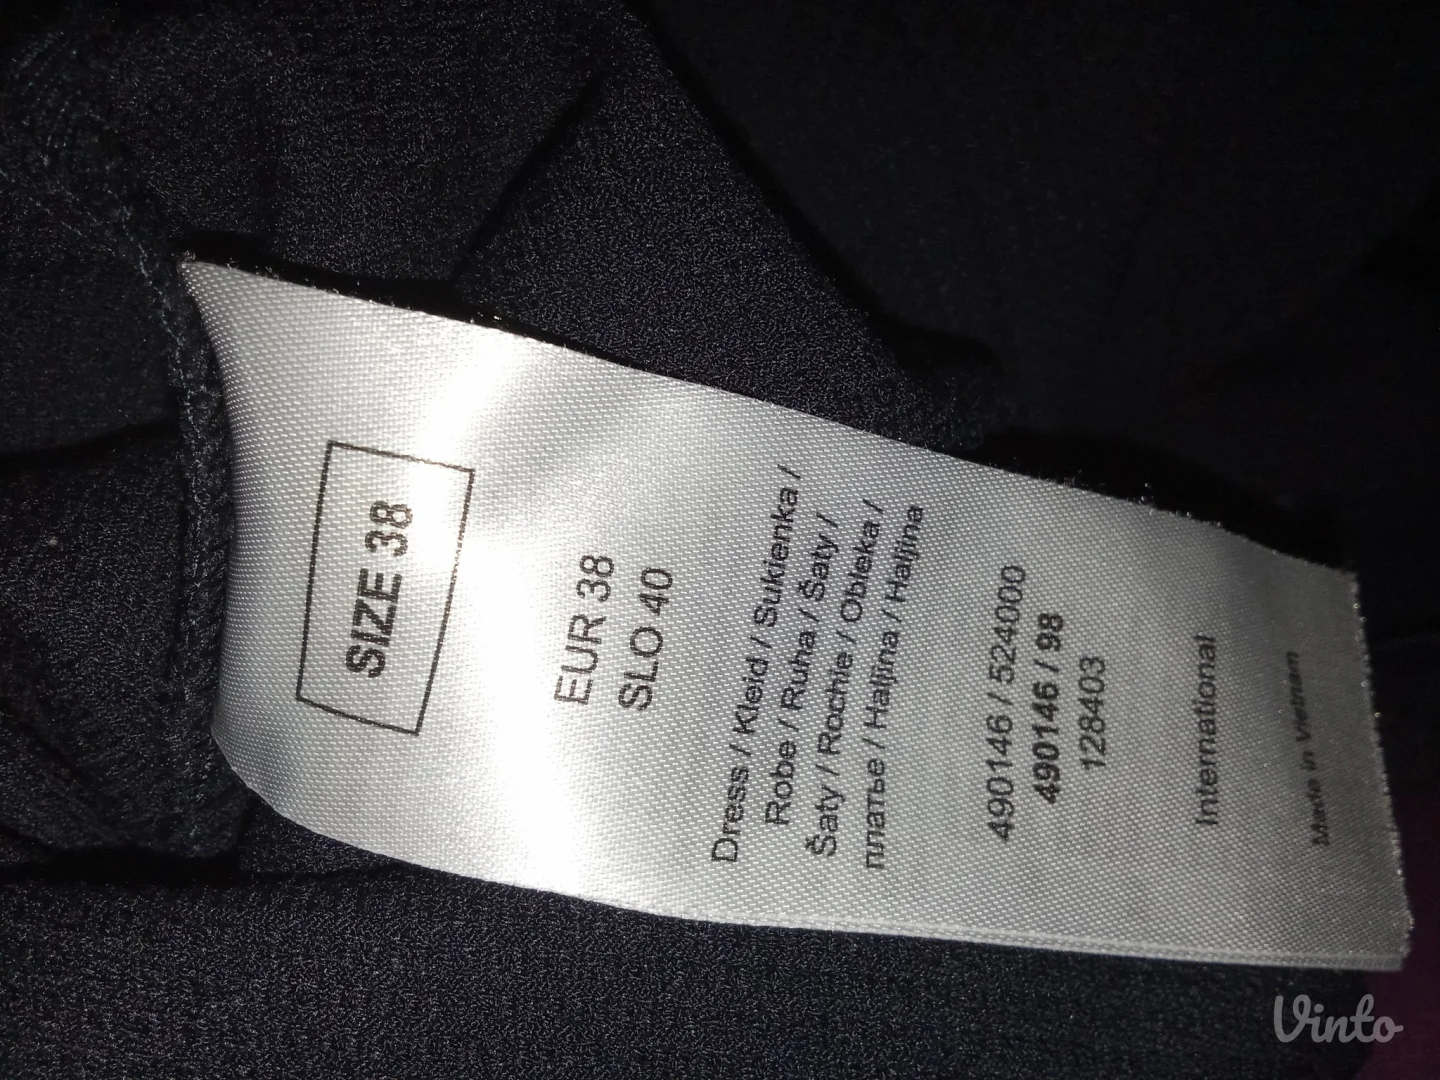 SIZE 38
EUR 38
SLO 40
Dress / Kleid / Sukienka /
Robe / Ruha / Šaty /
Šaty / Rochie / Obleka /
платье / Haljina / Haljina
490146 / 524000
490146 / 98
128403
International
Made in Vietnam
Vinto